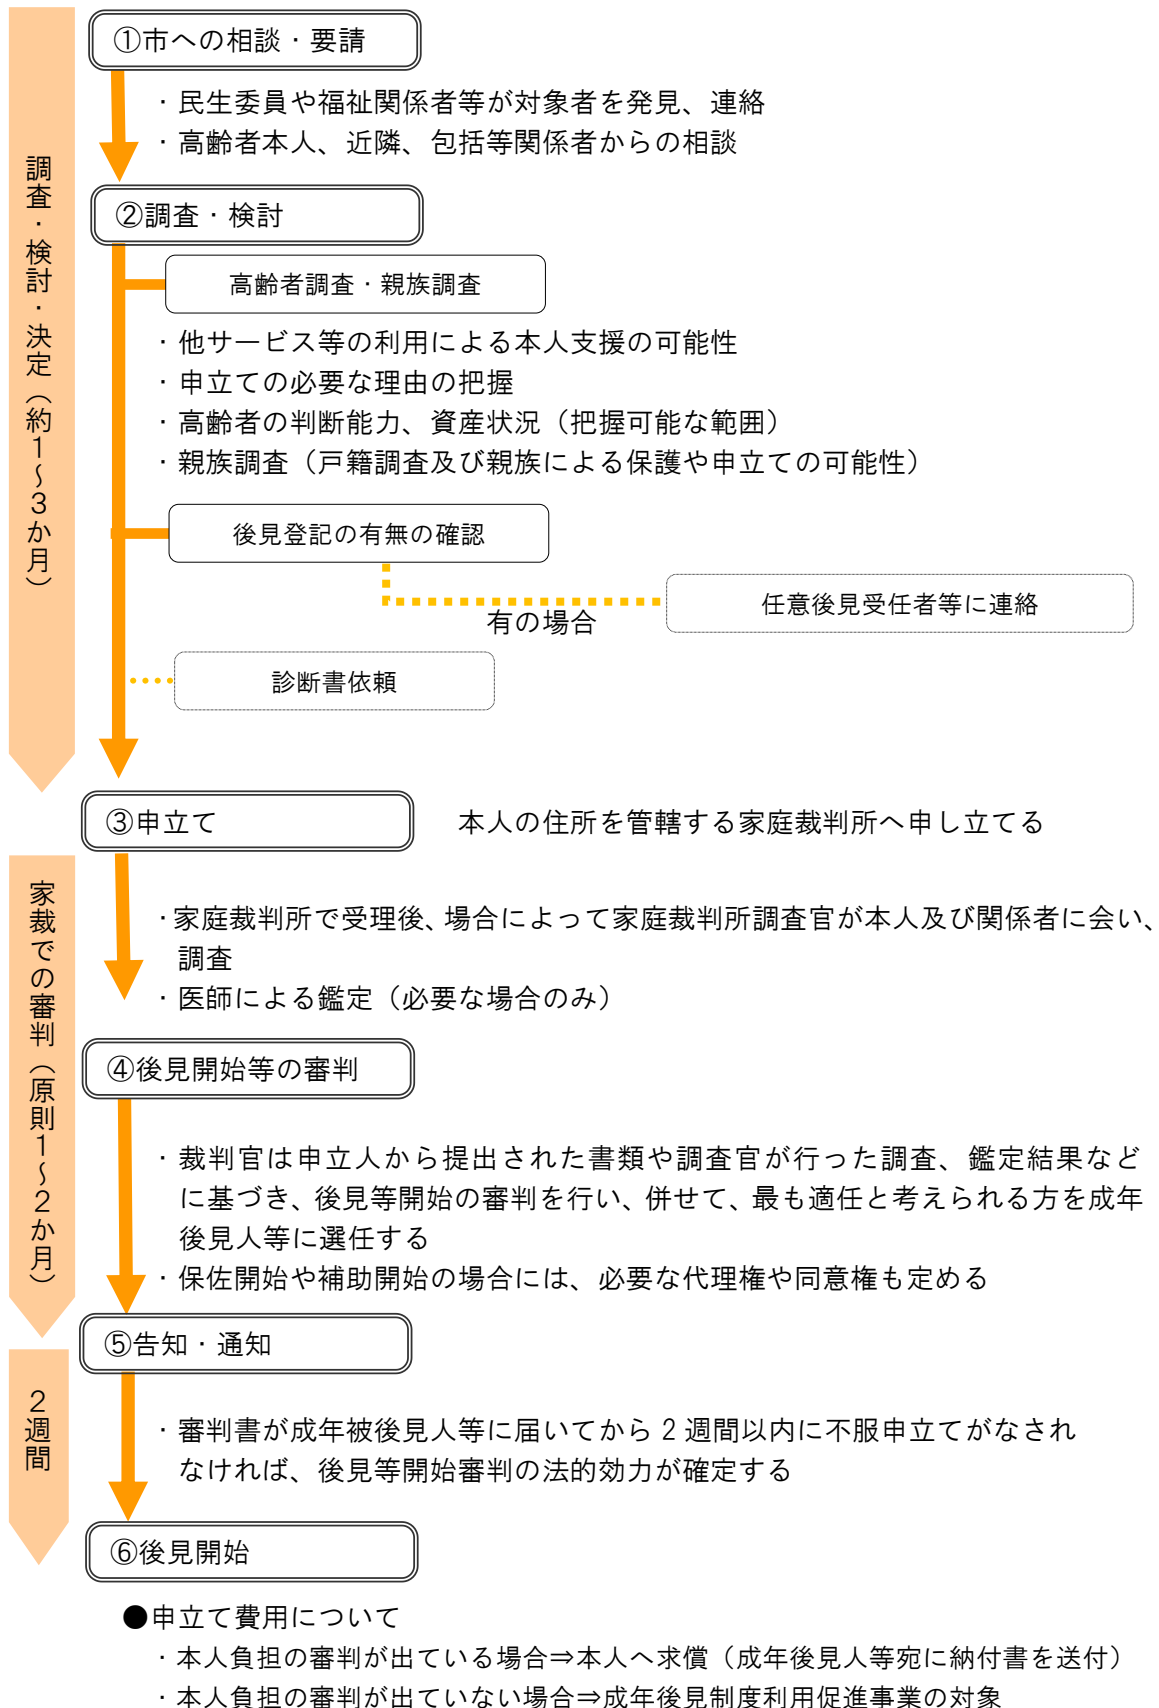 ①市への相談・要請
・民生委員や福祉関係者等が対象者を発見、連絡
・高齢者本人、近隣、包括等関係者からの相談
調査・検討・決定（約１～３か月）
②調査・検討
高齢者調査・親族調査
・他サービス等の利用による本人支援の可能性
・申立ての必要な理由の把握
・高齢者の判断能力、資産状況（把握可能な範囲）
・親族調査（戸籍調査及び親族による保護や申立ての可能性）
後見登記の有無の確認
有の場合
任意後見受任者等に連絡
診断書依頼
③申立て
本人の住所を管轄する家庭裁判所へ申し立てる
家裁での審判（原則１～２か月）
・家庭裁判所で受理後、場合によって家庭裁判所調査官が本人及び関係者に会い、
調査
・医師による鑑定（必要な場合のみ）
④後見開始等の審判
・裁判官は申立人から提出された書類や調査官が行った調査、鑑定結果など
に基づき、後見等開始の審判を行い、併せて、最も適任と考えられる方を成年
後見人等に選任する
・保佐開始や補助開始の場合には、必要な代理権や同意権も定める
⑤告知・通知
２週間
・審判書が成年被後見人等に届いてから２週間以内に不服申立てがなされ
なければ、後見等開始審判の法的効力が確定する
⑥後見開始
●申立て費用について
・本人負担の審判が出ている場合⇒本人へ求償（成年後見人等宛に納付書を送付）
・本人負担の審判が出ていない場合⇒成年後見制度利用促進事業の対象